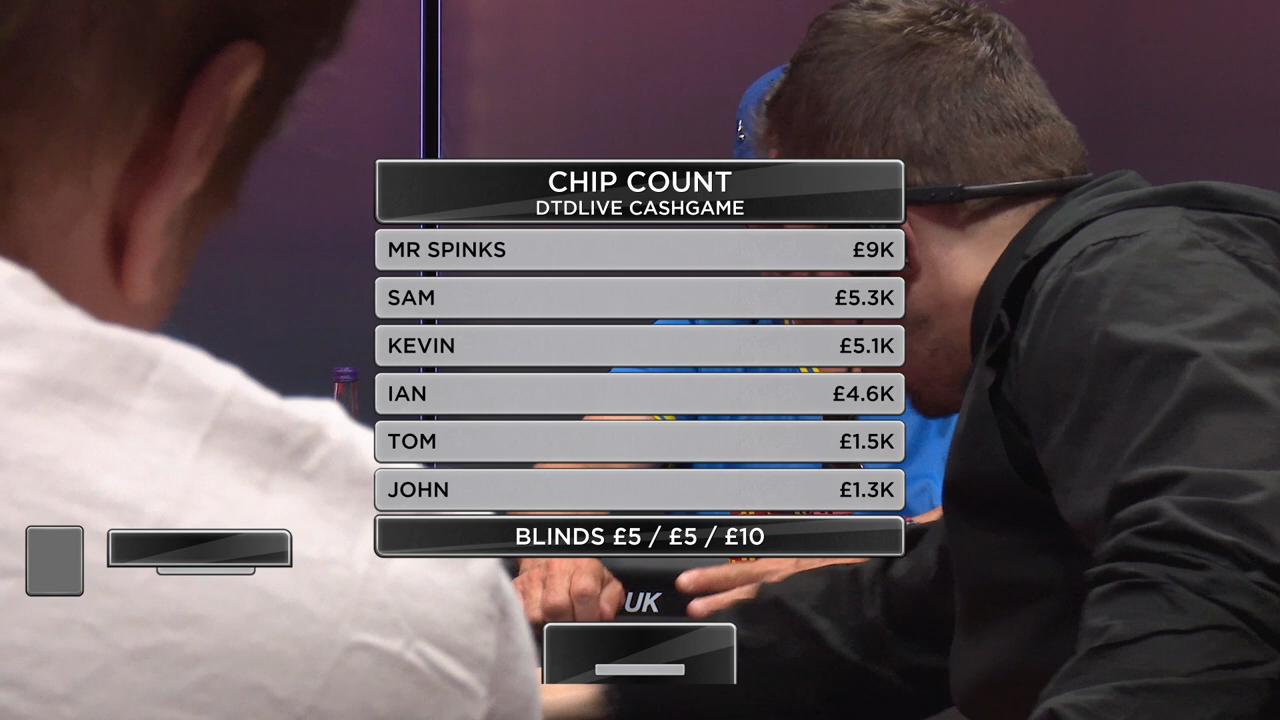 CHIP COUNT
DTDLIVE CASHGAME
MR SPINKS £9K
SAM £5.3K
KEVIN £5.1K
IAN £4.6K
TOM £1.5K
JOHN £1.3K
BLINDS £5 / £5 / £10
UK